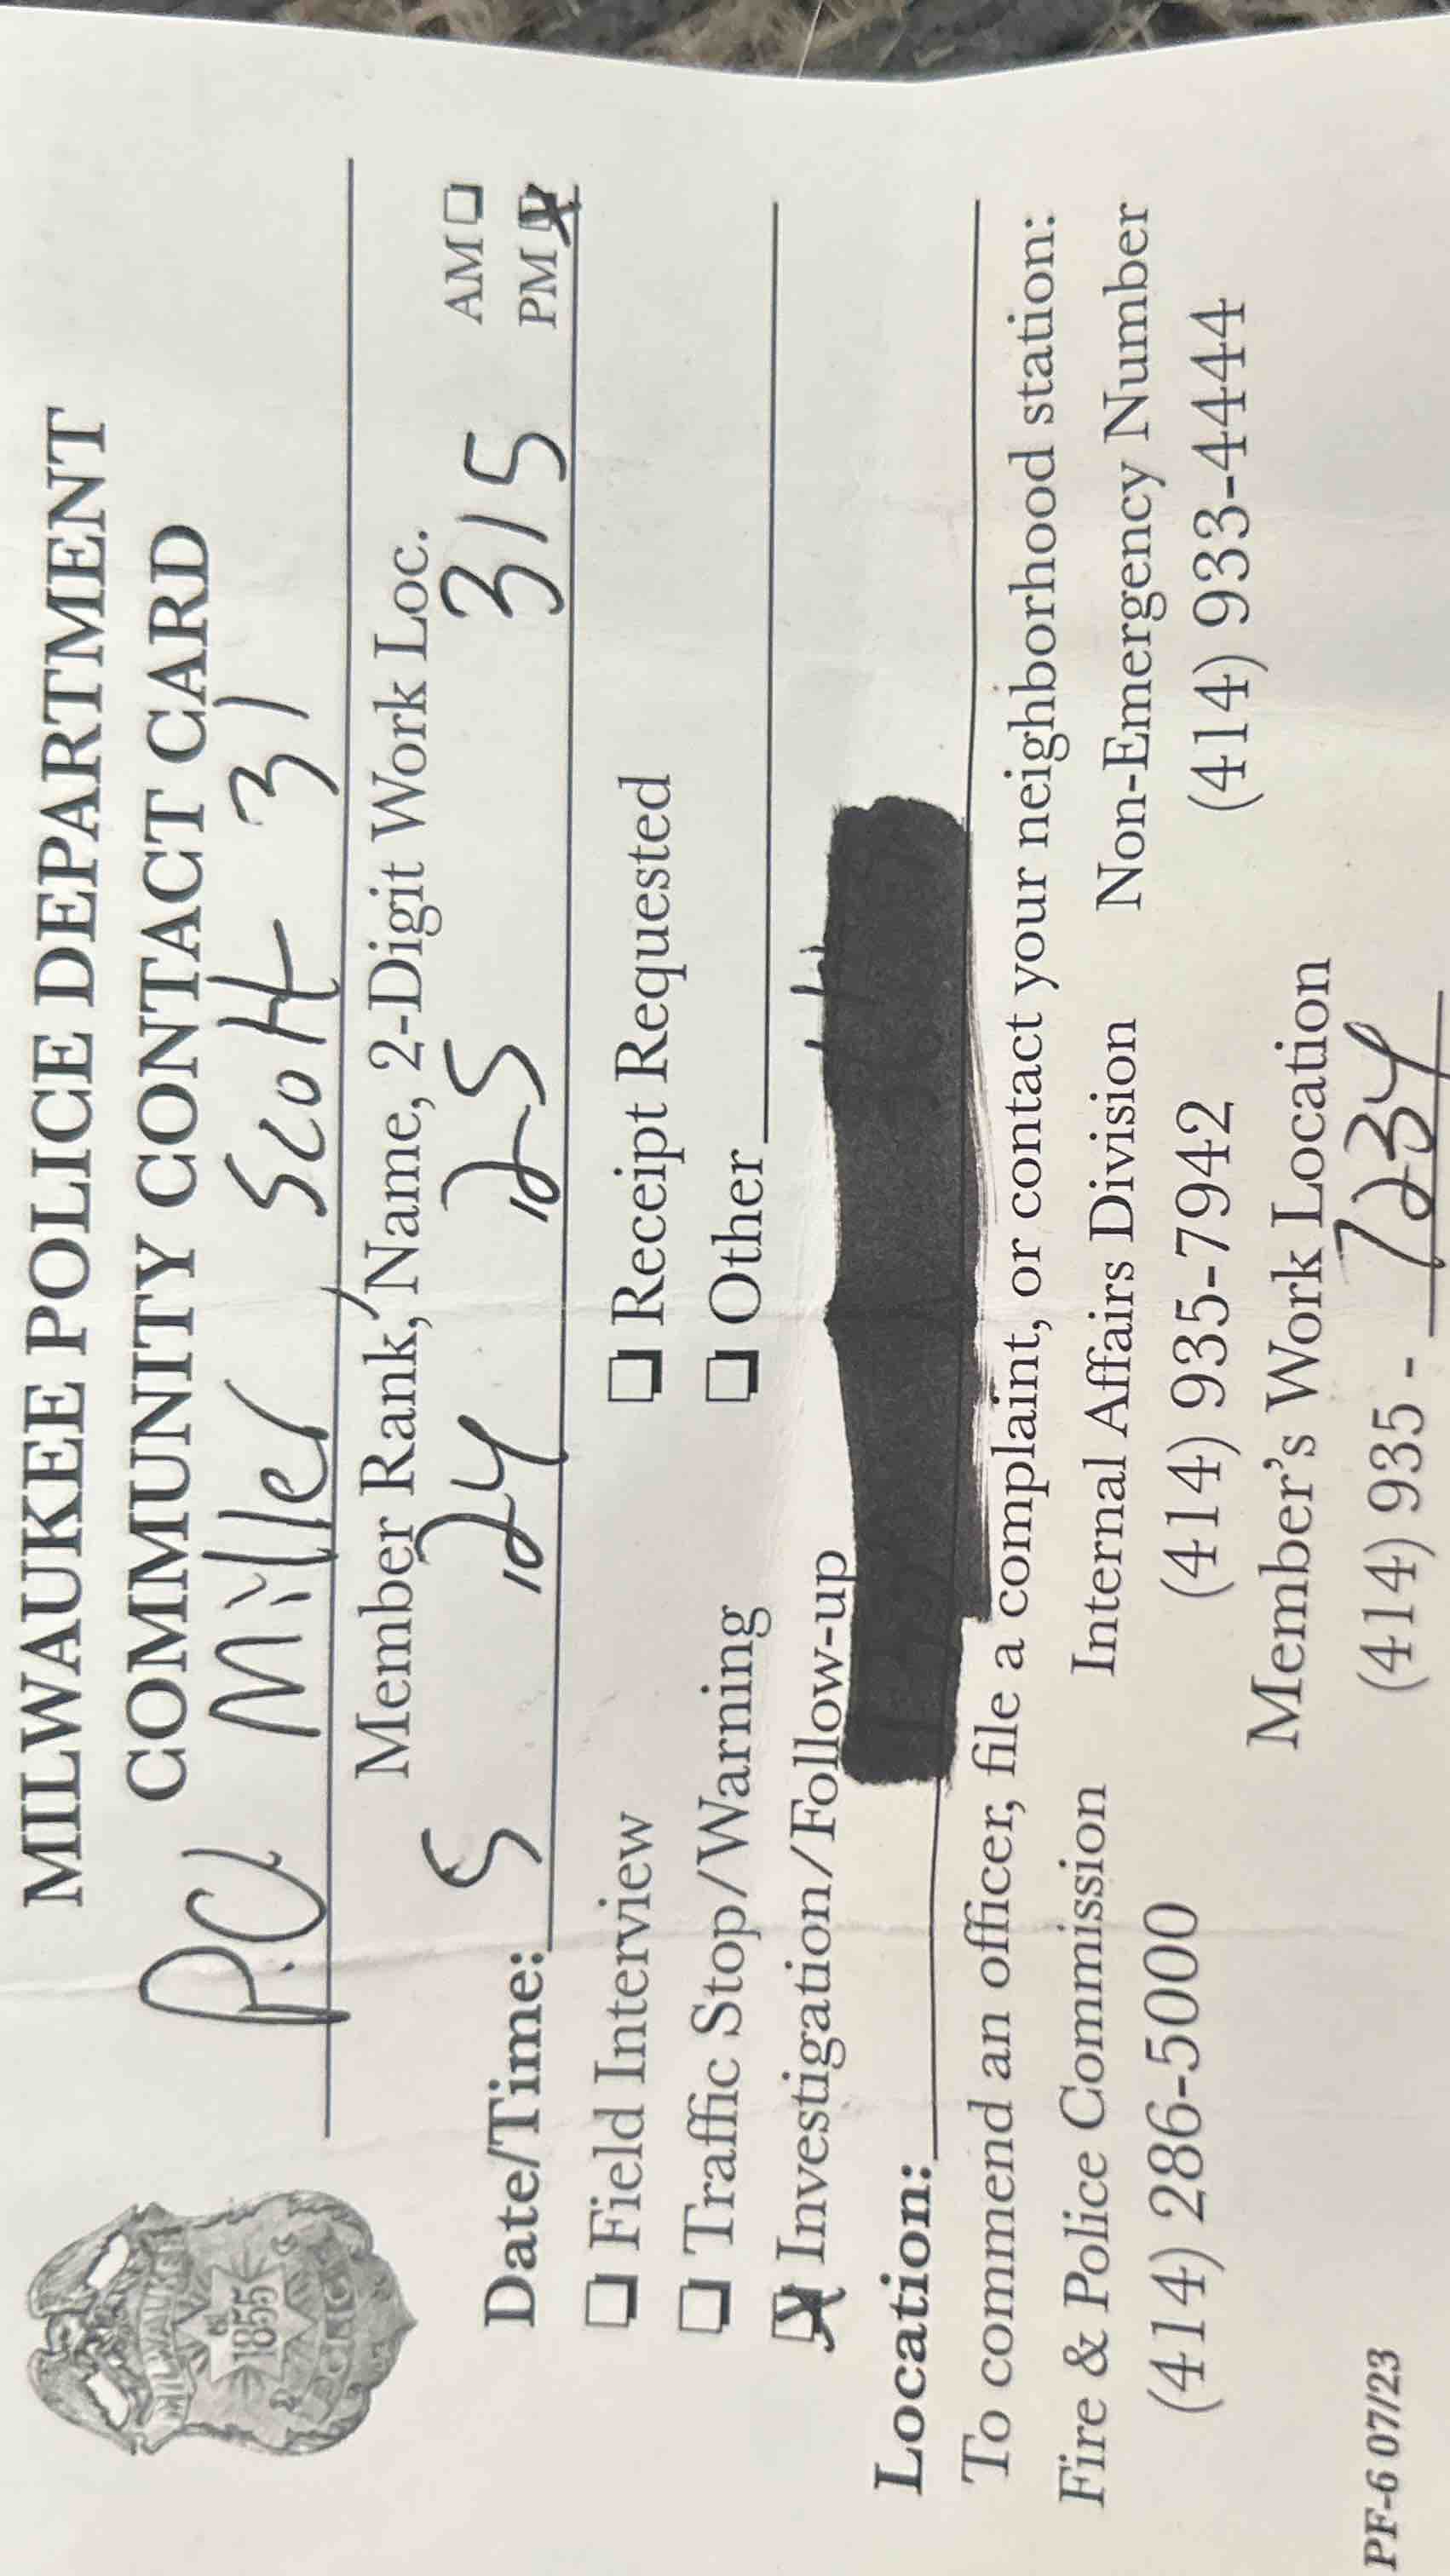 MILWAUKEE POLICE DEPARTMENT
COMMUNITY CONTACT CARD
P.O. Miller Scott 31
Member Rank, Name, 2-Digit Work Loc.
Date/Time: 5 24 25 315 AM ❑
PM ❑
❑ Field Interview ❑ Receipt Requested
❑ Traffic Stop/Warning ❑ Other
❑ Investigation/Follow-up
Location:
To commend an officer, file a complaint, or contact your neighborhood station:
Fire & Police Commission Internal Affairs Division Non-Emergency Number
(414) 286-5000 (414) 935-7942 (414) 933-4444
Member's Work Location
(414) 935 - 7234
PF-6 07/23
MILWAUKEE
1855
POLICE